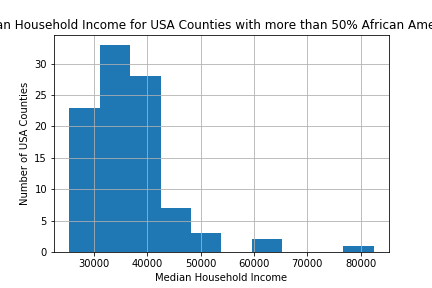 an Household Income for USA Counties with more than 50% African Ame
Number of USA Counties
30
25
20
15
10
5
0
30000 40000 50000 60000 70000 80000
Median Household Income